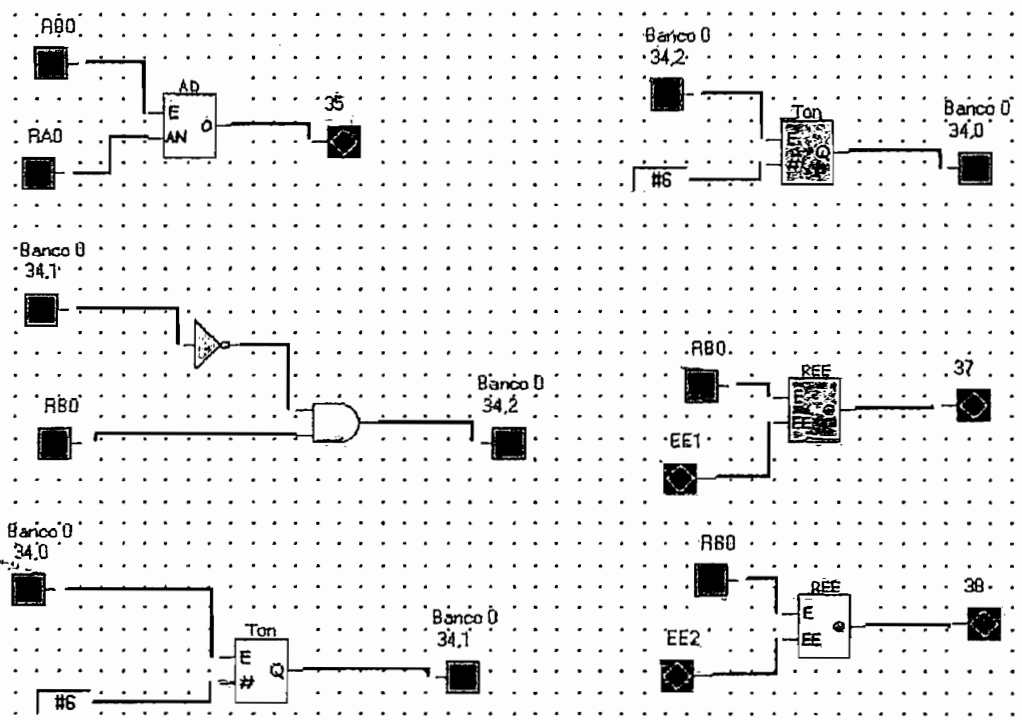 RB0
AD
E
AN
O
RA0
35
Banco 0
34,2
Ton
#6
Banco 0
34,0
Banco 0
34,1
RB0
Banco 0
34,2
RB0
REE
EE1
37
Banco 0
34,0
Ton
E
#
Q
#6
Banco 0
34,1
RB0
REE
E
EE
Q
EE2
38